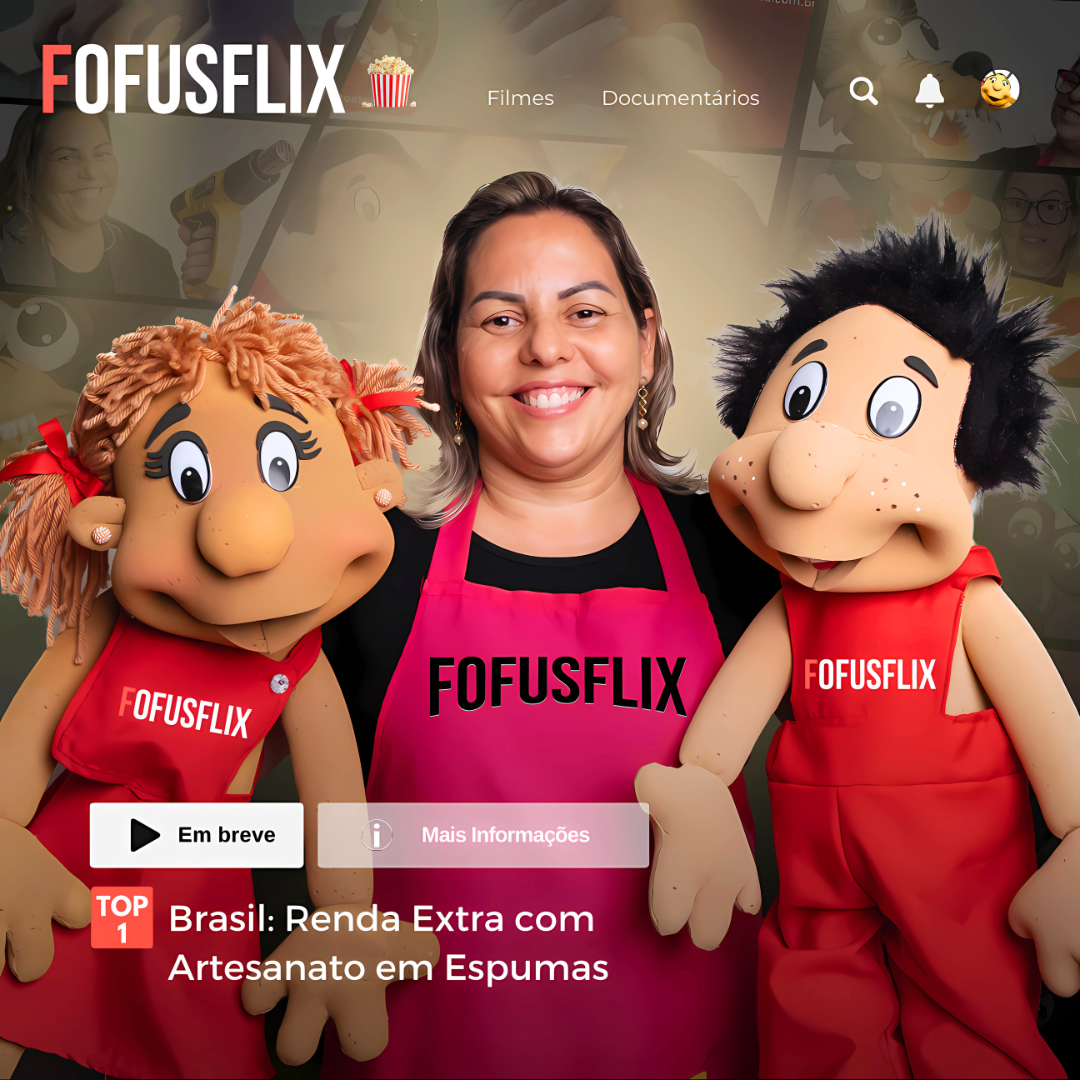 FOFUSFLIX
Filmes
Documentários
FOFUSFLIX
FOFUSFLIX
FOFUSFLIX
Em breve
Mais Informações
TOP
1
Brasil: Renda Extra com
Artesanato em Espumas